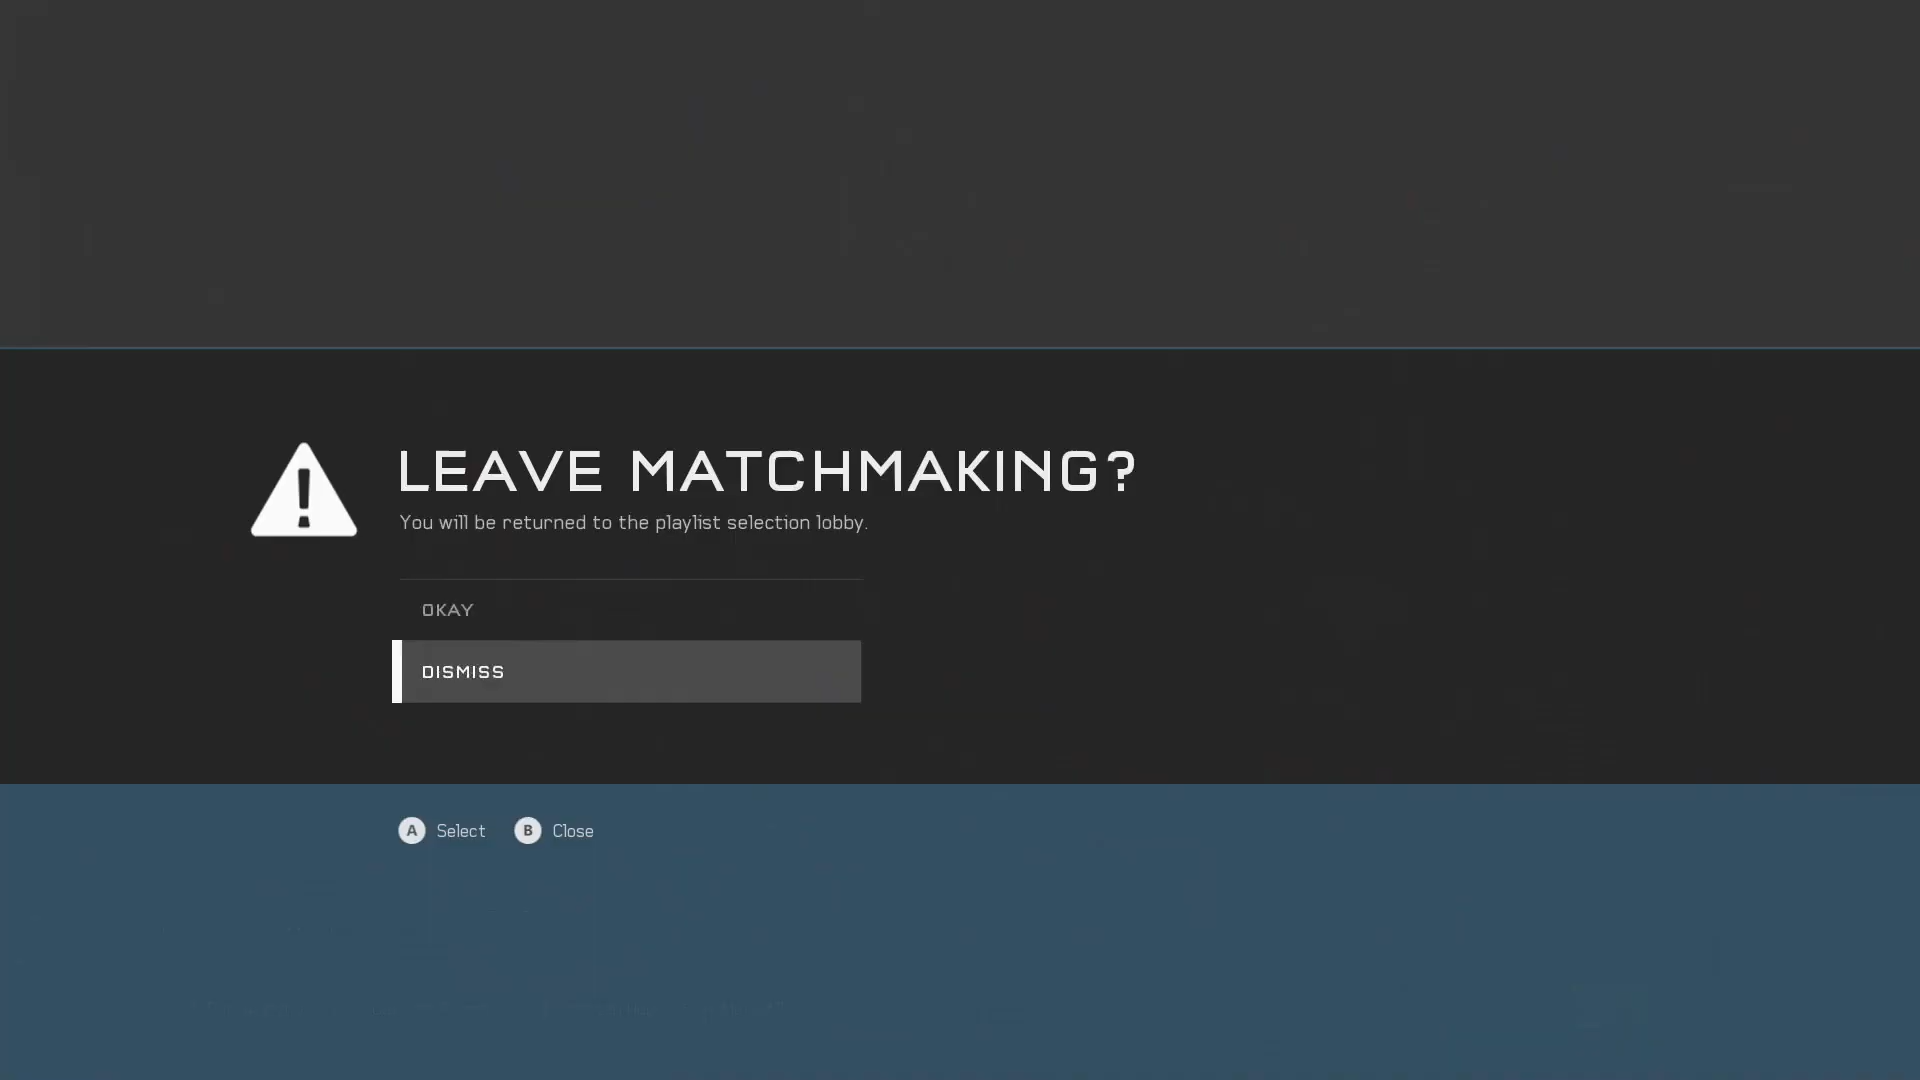 LEAVE MATCHMAKING?
You will be returned to the playlist selection lobby.
OKAY
DISMISS
A Select B Close